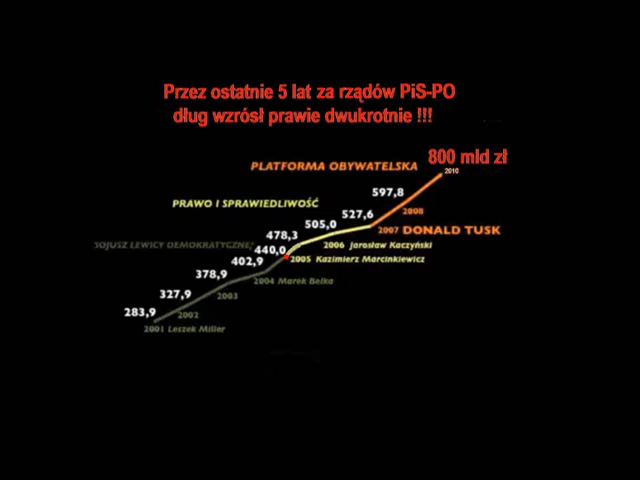 Przez ostatnie 5 lat za rządów PiS-PO
dług wzrósł prawie dwukrotnie !!!
800 mld zł
PLATFORMA OBYWATELSKA
2010
597,8
PRAWO I SPRAWIEDLIWOŚĆ
2008
527,6
505,0
2007 DONALD TUSK
478,3
2006 Jarosław Kaczyński
SOJUSZ LEWICY DEMOKRATYCZNEJ
440,0
2005 Kazimierz Marcinkiewicz
402,9
378,9
2004 Marek Belka
327,9
2003
283,9
2002
2001 Leszek Miller